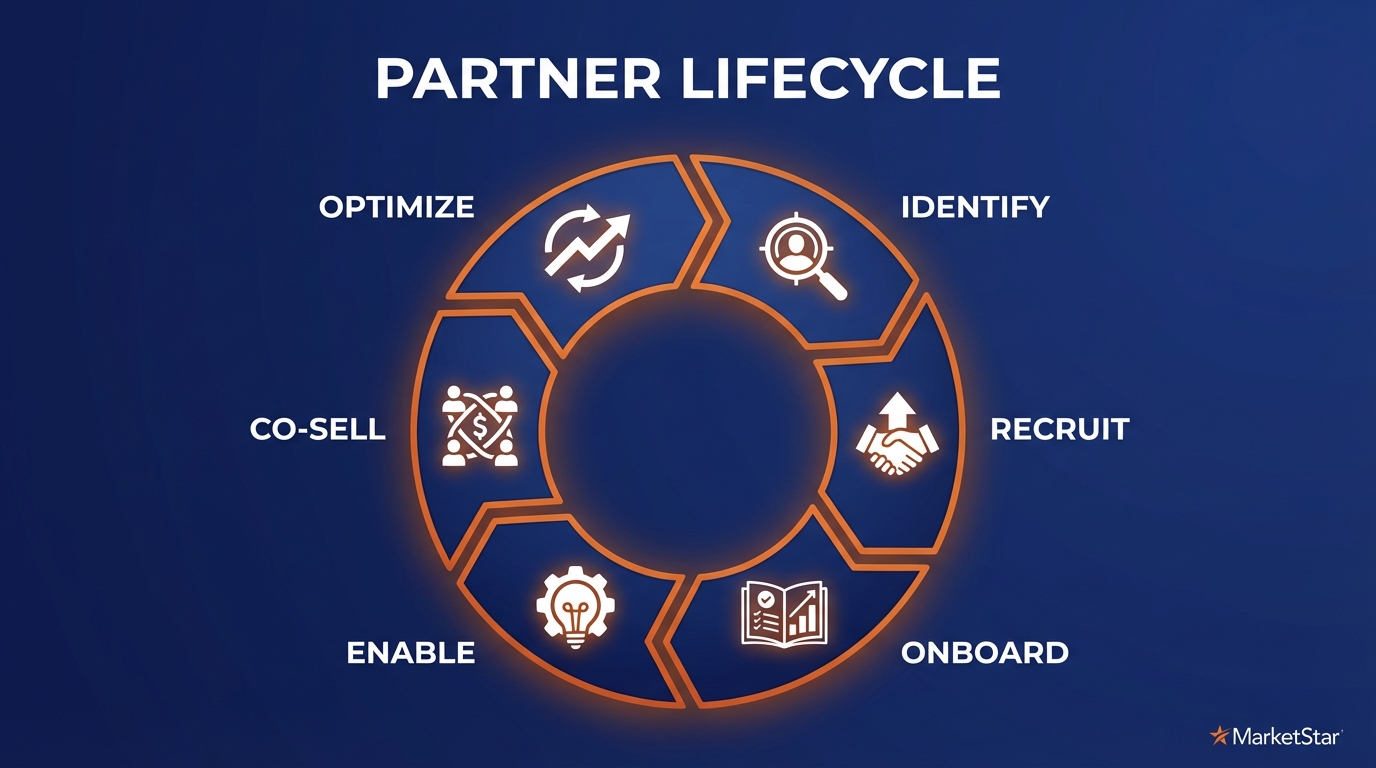 PARTNER LIFECYCLE
OPTIMIZE
IDENTIFY
CO-SELL
$
RECRUIT
ENABLE
ONBOARD
MarketStar